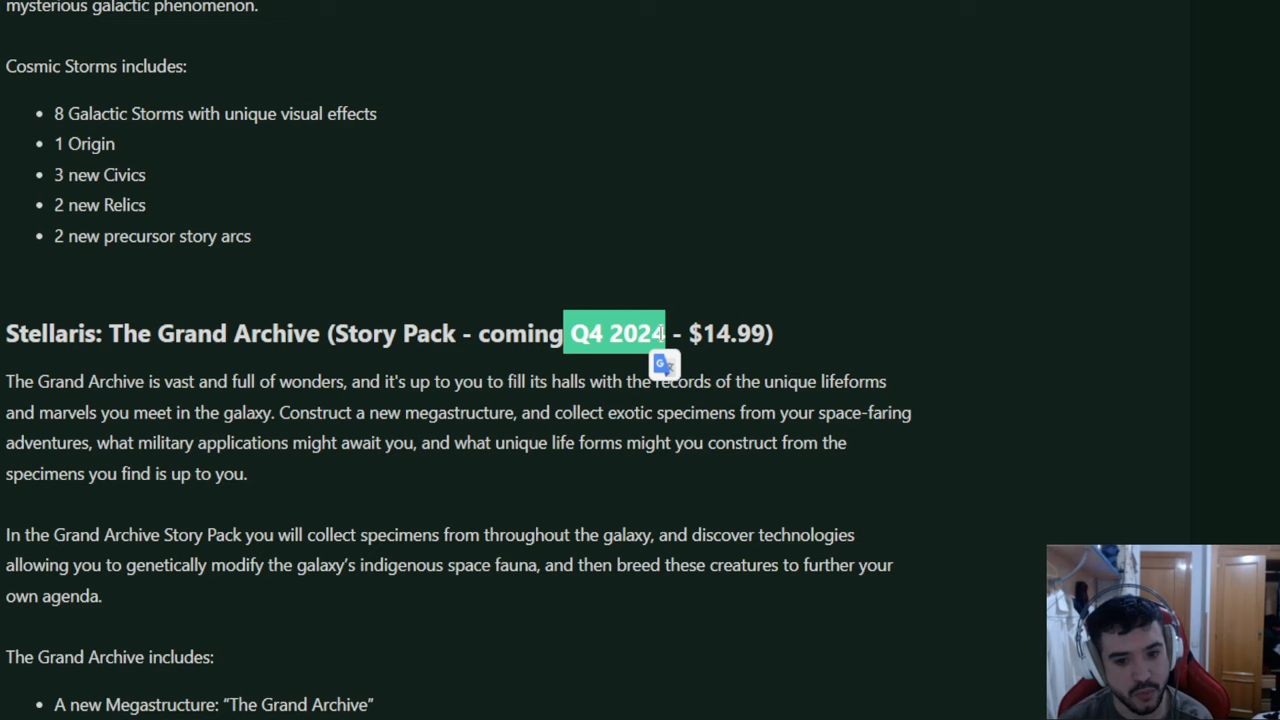 mysterious galactic phenomenon.
Cosmic Storms includes:
• 8 Galactic Storms with unique visual effects
• 1 Origin
• 3 new Civics
• 2 new Relics
• 2 new precursor story arcs
Stellaris: The Grand Archive (Story Pack - coming Q4 2024 - $14.99)
The Grand Archive is vast and full of wonders, and it's up to you to fill its halls with the records of the unique lifeforms
and marvels you meet in the galaxy. Construct a new megastructure, and collect exotic specimens from your space-faring
adventures, what military applications might await you, and what unique life forms might you construct from the
specimens you find is up to you.
In the Grand Archive Story Pack you will collect specimens from throughout the galaxy, and discover technologies
allowing you to genetically modify the galaxy’s indigenous space fauna, and then breed these creatures to further your
own agenda.
The Grand Archive includes:
• A new Megastructure: “The Grand Archive”